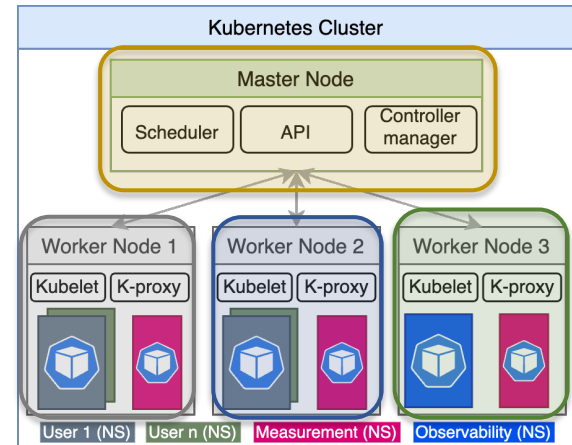 Kubernetes Cluster
Master Node
Scheduler
API
Controller
manager
Worker Node 1
Worker Node 2
Worker Node 3
Kubelet
K-proxy
Kubelet
K-proxy
Kubelet
K-proxy
User 1 (NS)
User n (NS)
Measurement (NS)
Observability (NS)